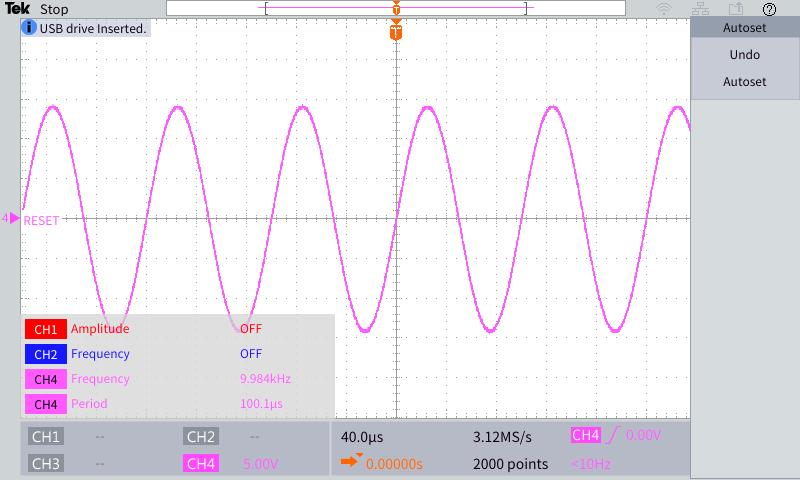 Tek Stop
T
?
i USB drive Inserted.
T
Autoset
Undo
Autoset
4 RESET
CH1 Amplitude OFF
CH2 Frequency OFF
CH4 Frequency 9.984kHz
CH4 Period 100.1μs
CH1 -- CH2 -- 40.0μs 3.12MS/s CH4 0.00V
CH3 -- CH4 5.00V 0.00000s 2000 points <10Hz